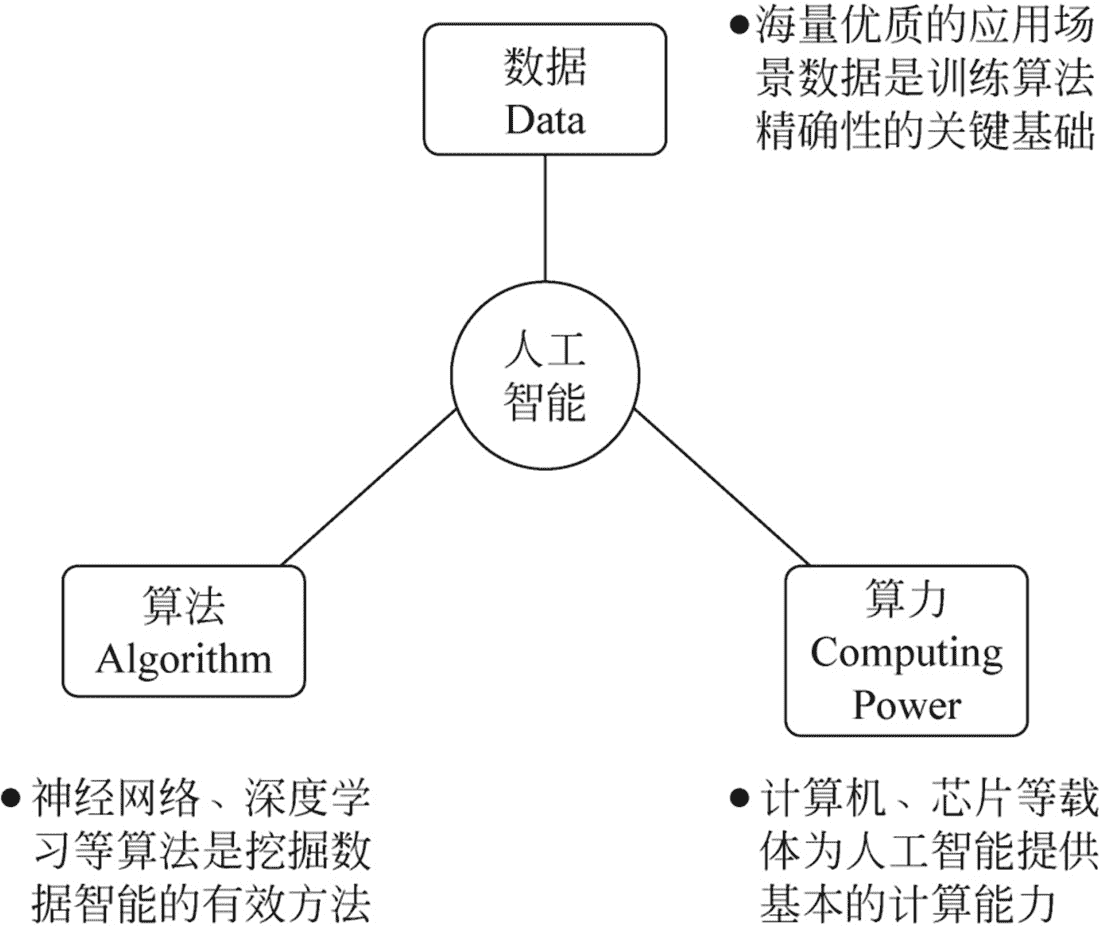 数据
Data
●海量优质的应用场
景数据是训练算法
精确性的关键基础
人工
智能
算法
Algorithm
算力
Computing
Power
●神经网络、深度学
习等算法是挖掘数
据智能的有效方法
●计算机、芯片等载
体为人工智能提供
基本的计算能力